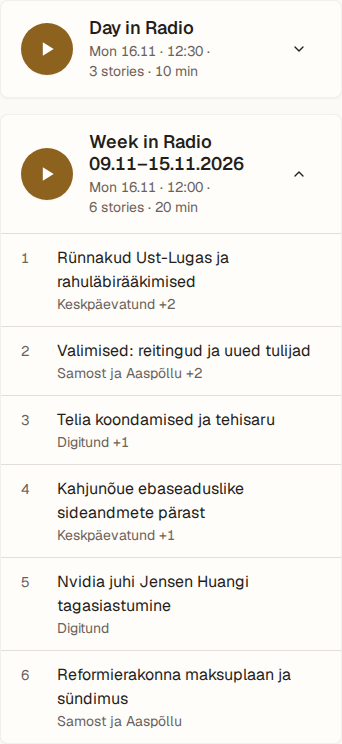 Day in Radio
Mon 16.11 · 12:30 ·
3 stories · 10 min
Week in Radio
09.11–15.11.2026
Mon 16.11 · 12:00 ·
6 stories · 20 min
1
Rünnakud Ust-Lugas ja
rahuläbirääkimised
Keskpäevatund +2
2
Valimised: reitingud ja uued tulijad
Samost ja Aaspõllu +2
3
Telia koondamised ja tehisaru
Digitund +1
4
Kahjunõue ebaseaduslike
sideandmete pärast
Keskpäevatund +1
5
Nvidia juhi Jensen Huangi
tagasiastumine
Digitund
6
Reformierakonna maksuplaan ja
sündimus
Samost ja Aaspõllu